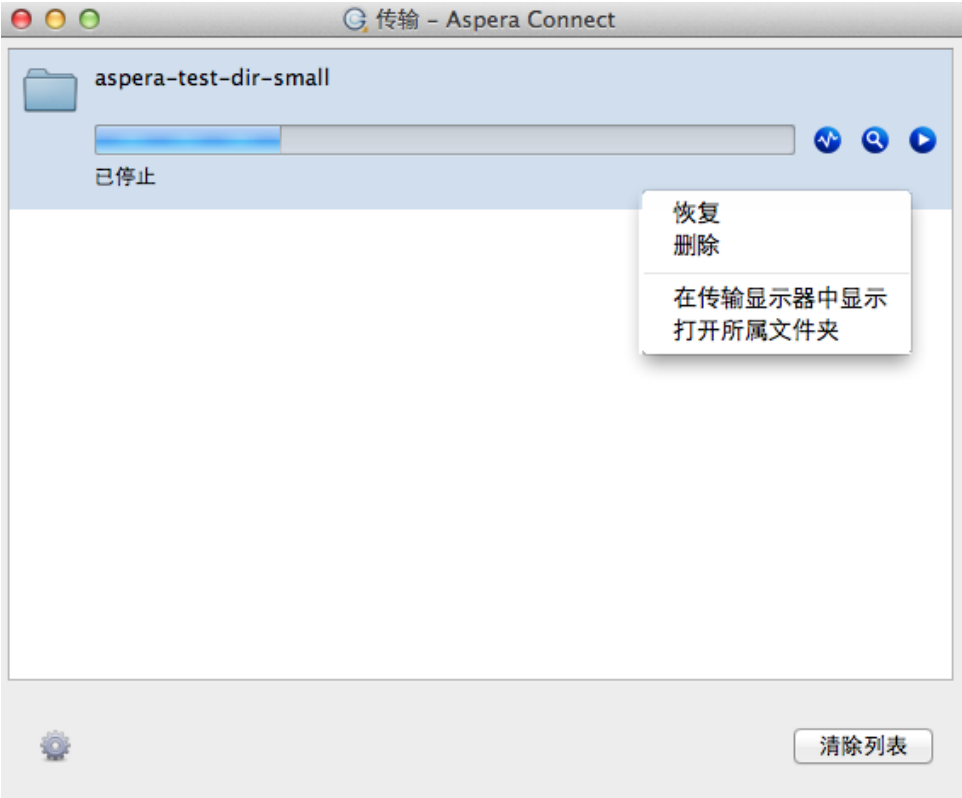 传输 – Aspera Connect
aspera-test-dir-small
已停止
恢复
删除
在传输显示器中显示
打开所属文件夹
清除列表